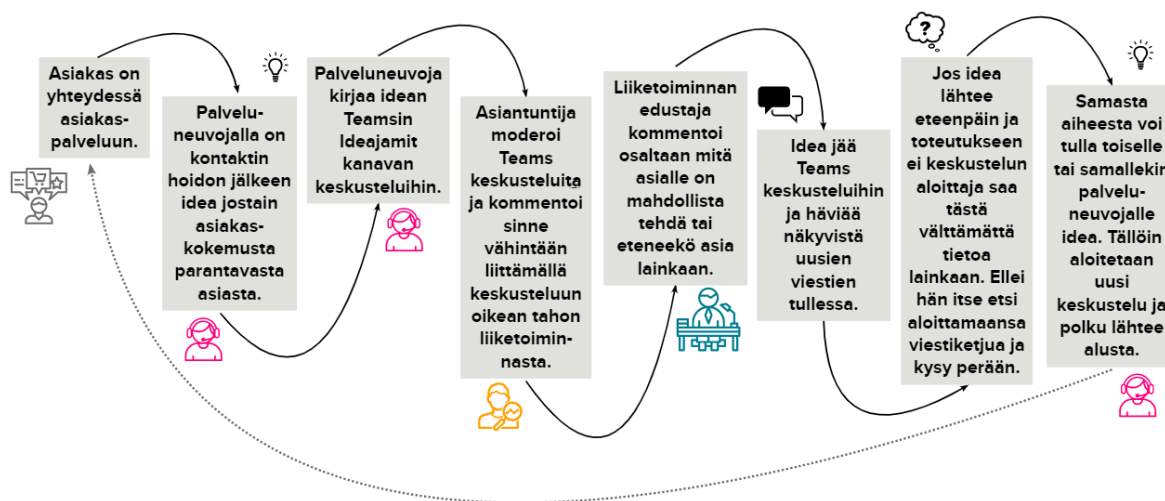 Asiakas on
yhteydessä
asiakas-
palveluun.
Palvelu-
neuvojalla on
kontaktin
hoidon jälkeen
idea jostain
asiakas-
kokemusta
parantavasta
asiasta.
Palveluneuvoja
kirjaa idean
Teamsin
Ideajamit
kanavan
keskusteluihin.
Asiantuntija
moderoi
Teams
keskusteluita
ja kommentoi
sinne
vähintään
liittämällä
keskusteluun
oikean tahon
liiketoimin-
nasta.
Liiketoiminnan
edustaja
kommentoi
osaltaan mitä
asialle on
mahdollista
tehdä tai
eteneekö asia
lainkaan.
Idea jää
Teams
keskusteluihin
ja häviää
näkyvistä
uusien
viestien
tullessa.
?
Jos idea
lähtee
eteenpäin ja
toteutukseen
ei keskustelun
aloittaja saa
tästä
välttämättä
tietoa
lainkaan. Ellei
hän itse etsi
aloittamaansa
viestiketjua ja
kysy perään.
Samasta
aiheesta voi
tulla toiselle
tai samallekin
palvelu-
neuvojalle
idea. Tällöin
aloitetaan
uusi
keskustelu ja
polku lähtee
alusta.